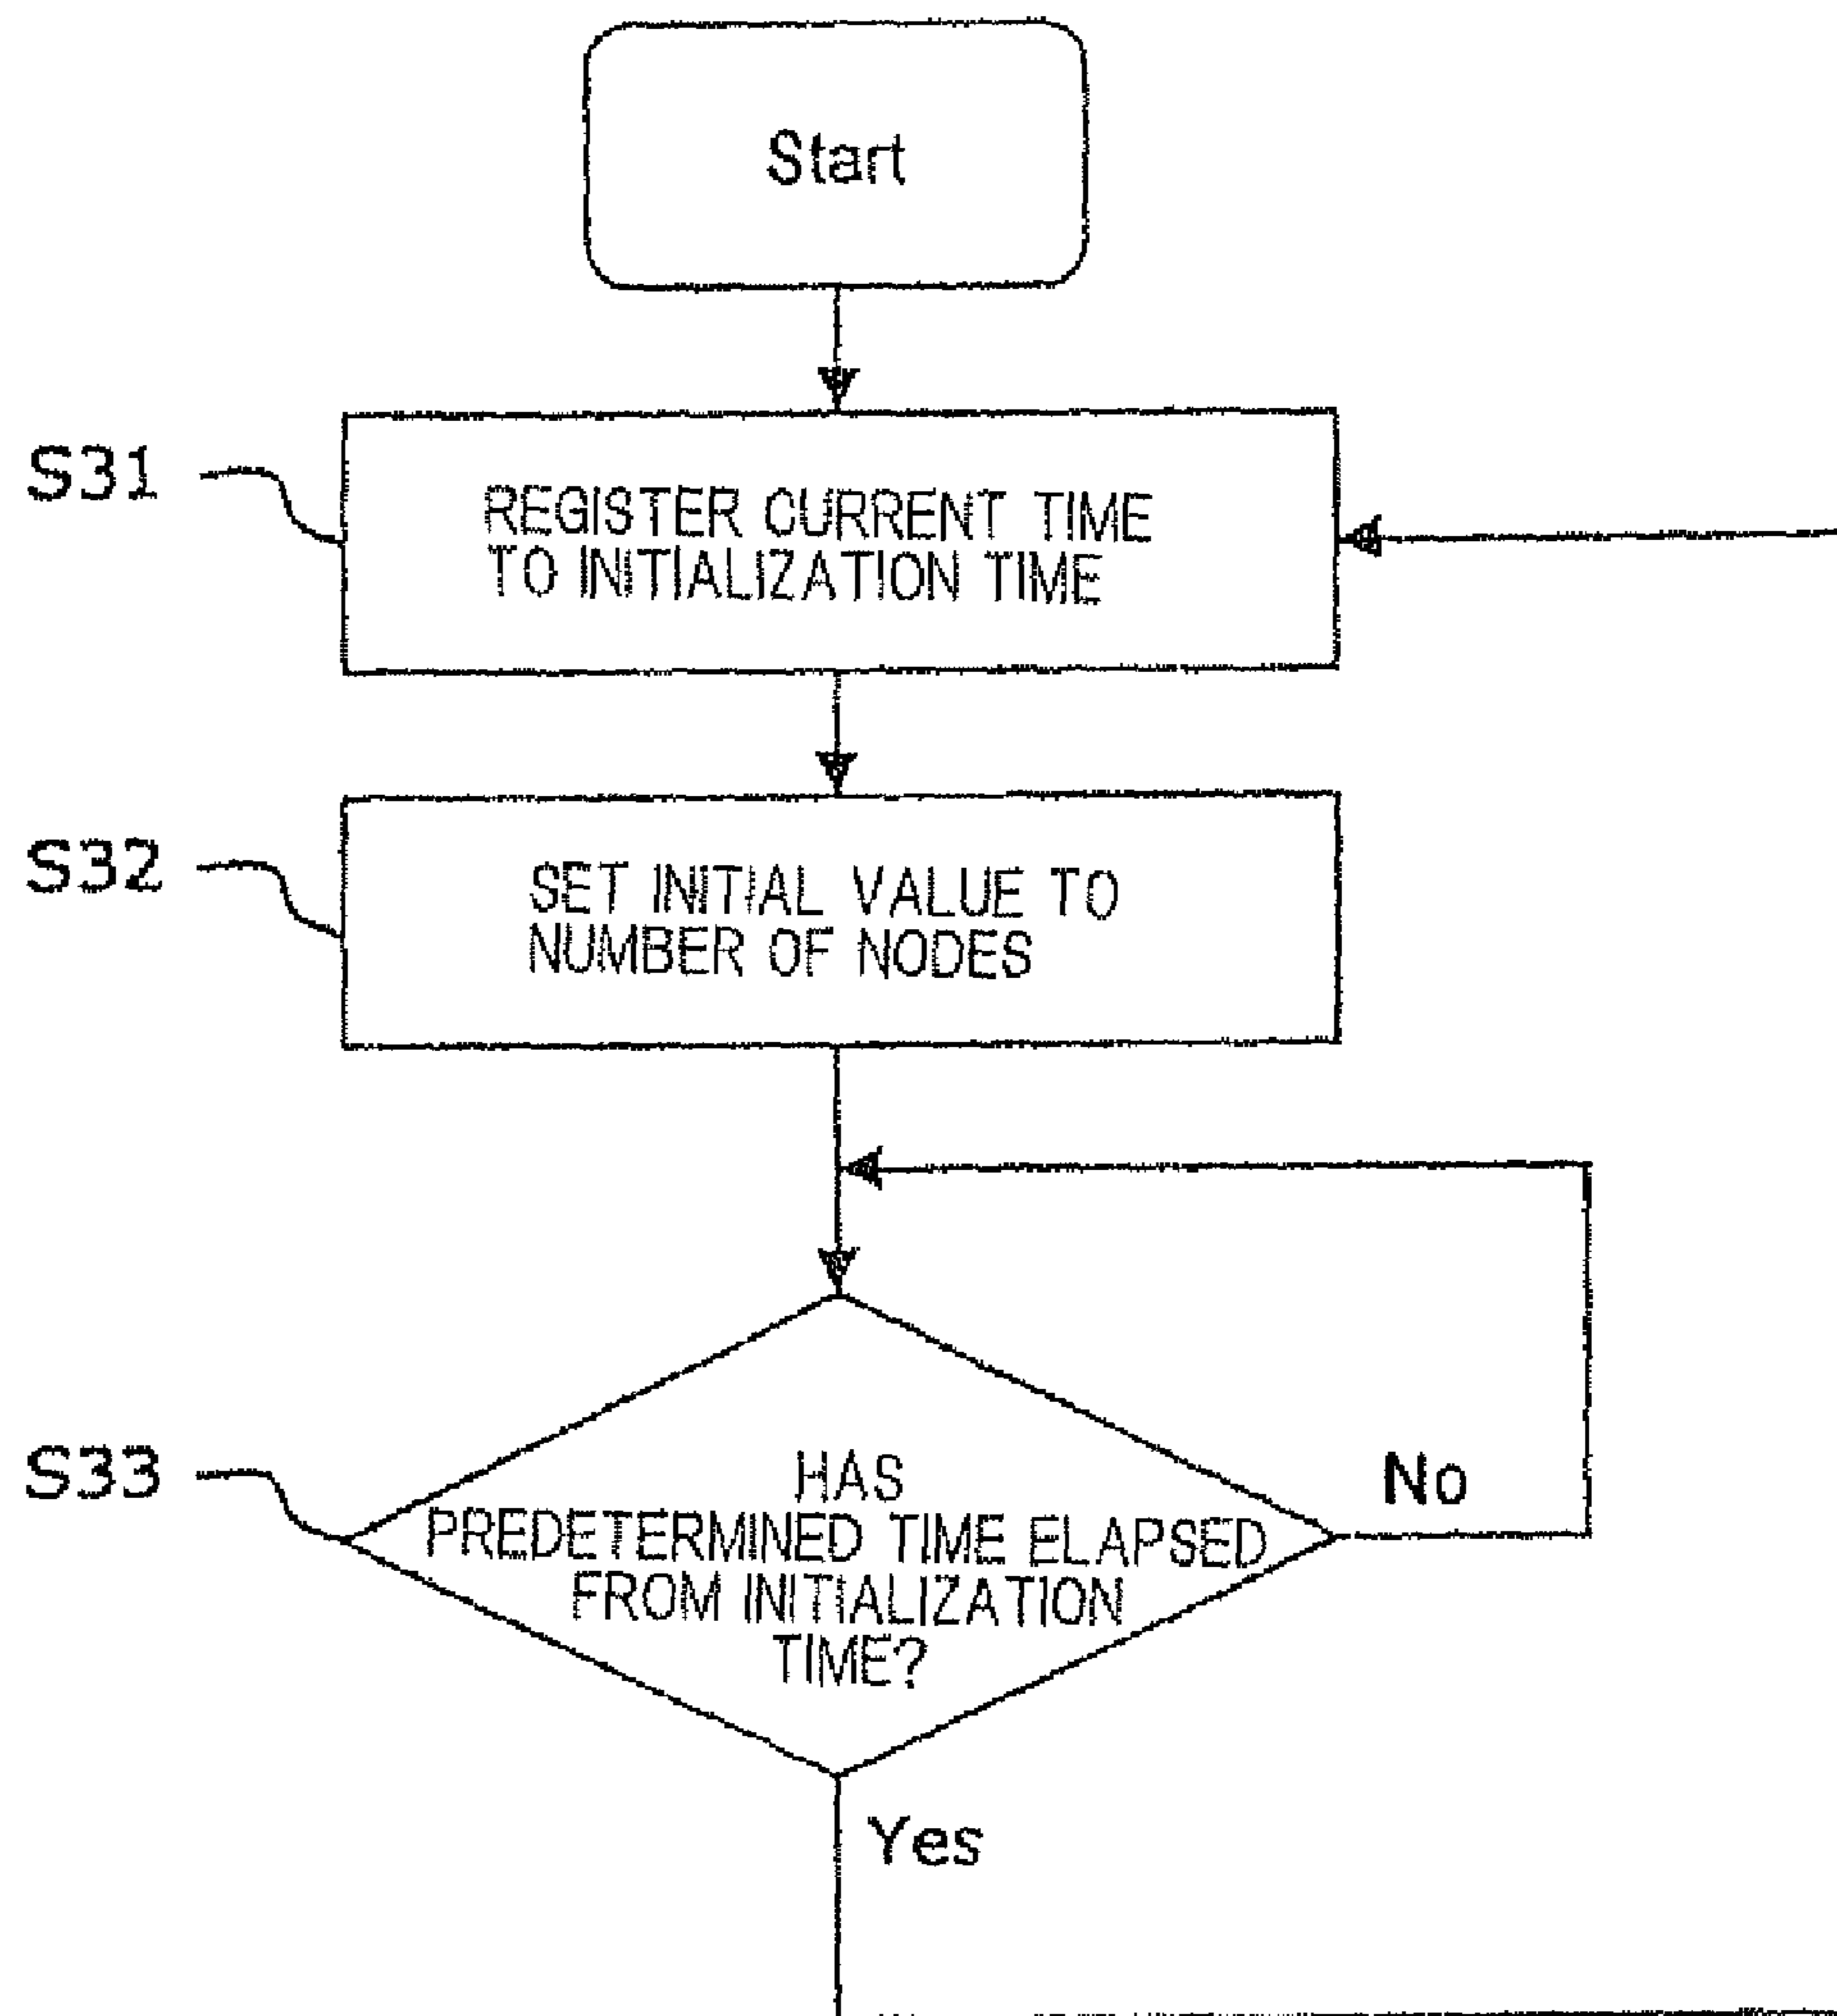 Start
S31
REGISTER CURRENT TIME
TO INITIALIZATION TIME
S32
SET INITIAL VALUE TO
NUMBER OF NODES
S33
HAS
PREDETERMINED TIME ELAPSED
FROM INITIALIZATION
TIME?
No
Yes